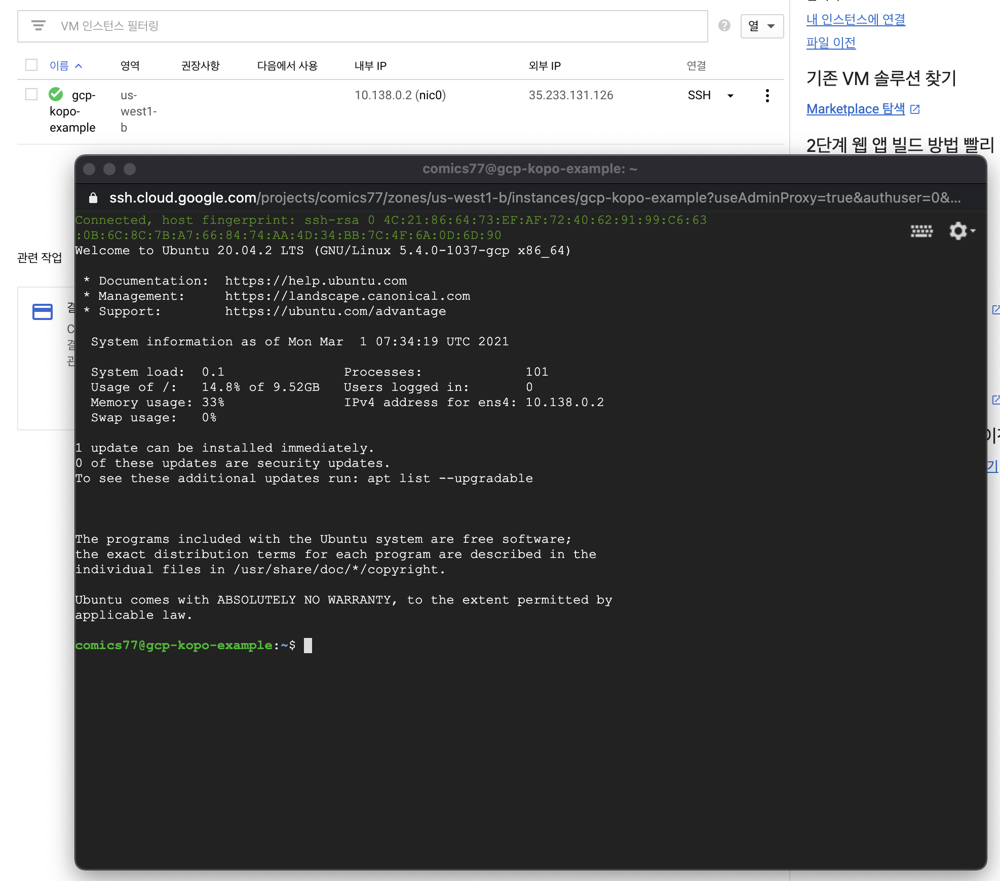 VM 인스턴스 필터링
열
이름 영역 권장사항 다음에서 사용 내부 IP 외부 IP 연결
gcp-kopo-example us-west1-b 10.138.0.2 (nic0) 35.233.131.126 SSH
내 인스턴스에 연결
파일 이전
기존 VM 솔루션 찾기
Marketplace 탐색
2단계 웹 앱 빌드 방법 빨리
관련 작업
comics77@gcp-kopo-example: ~
ssh.cloud.google.com/projects/comics77/zones/us-west1-b/instances/gcp-kopo-example?useAdminProxy=true&authuser=0&...
Connected, host fingerprint: ssh-rsa 0 4C:21:86:64:73:EF:AF:72:40:62:91:99:C6:63
:0B:6C:8C:7B:A7:66:84:74:AA:4D:34:BB:7C:4F:6A:0D:6D:90
Welcome to Ubuntu 20.04.2 LTS (GNU/Linux 5.4.0-1037-gcp x86_64)
* Documentation: https://help.ubuntu.com
* Management: https://landscape.canonical.com
* Support: https://ubuntu.com/advantage
System information as of Mon Mar 1 07:34:19 UTC 2021
System load: 0.1 Processes: 101
Usage of /: 14.8% of 9.52GB Users logged in: 0
Memory usage: 33% IPv4 address for ens4: 10.138.0.2
Swap usage: 0%
1 update can be installed immediately.
0 of these updates are security updates.
To see these additional updates run: apt list --upgradable
The programs included with the Ubuntu system are free software;
the exact distribution terms for each program are described in the
individual files in /usr/share/doc/*/copyright.
Ubuntu comes with ABSOLUTELY NO WARRANTY, to the extent permitted by
applicable law.
comics77@gcp-kopo-example:~$